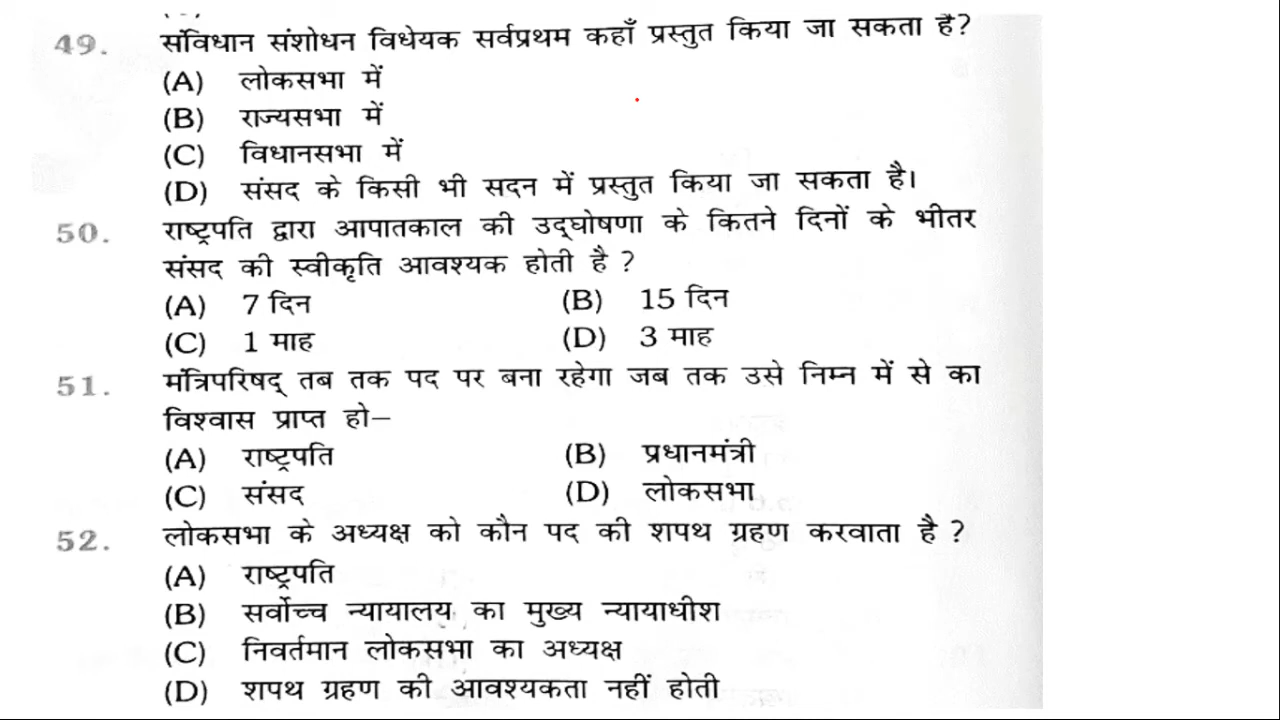 49. संविधान संशोधन विधेयक सर्वप्रथम कहाँ प्रस्तुत किया जा सकता है?
(A) लोकसभा में
(B) राज्यसभा में
(C) विधानसभा में
(D) संसद के किसी भी सदन में प्रस्तुत किया जा सकता है।
50. राष्ट्रपति द्वारा आपातकाल की उद्घोषणा के कितने दिनों के भीतर
संसद की स्वीकृति आवश्यक होती है ?
(A) 7 दिन (B) 15 दिन
(C) 1 माह (D) 3 माह
51. मंत्रिपरिषद् तब तक पद पर बना रहेगा जब तक उसे निम्न में से का
विश्वास प्राप्त हो–
(A) राष्ट्रपति (B) प्रधानमंत्री
(C) संसद (D) लोकसभा
52. लोकसभा के अध्यक्ष को कौन पद की शपथ ग्रहण करवाता है ?
(A) राष्ट्रपति
(B) सर्वोच्च न्यायालय का मुख्य न्यायाधीश
(C) निवर्तमान लोकसभा का अध्यक्ष
(D) शपथ ग्रहण की आवश्यकता नहीं होती